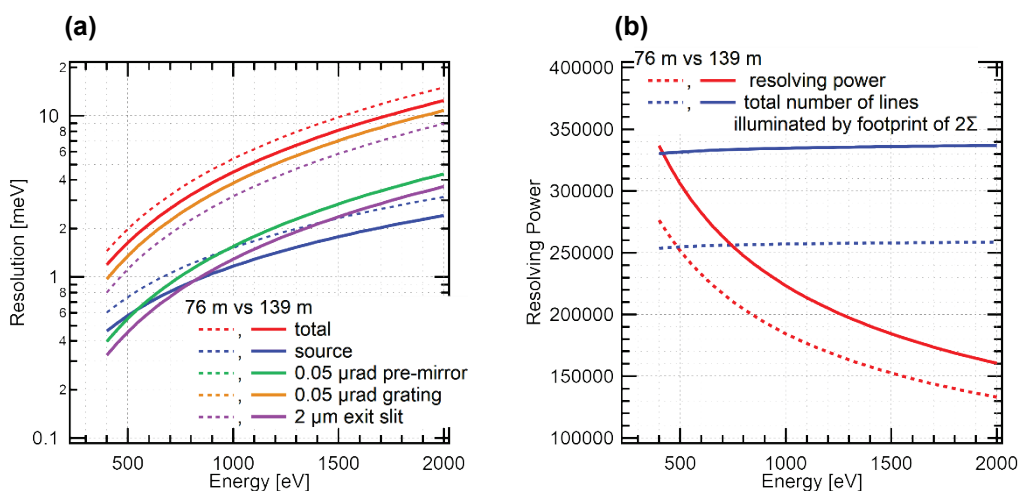 (a)
Resolution [meV]
2
10
8
6
4
2
1
8
6
4
2
0.1
76 m vs 139 m
, total
, source
, 0.05 µrad pre-mirror
, 0.05 µrad grating
, 2 µm exit slit
500 1000 1500 2000
Energy [eV]
(b)
Resolving Power
400000
350000
300000
250000
200000
150000
100000
76 m vs 139 m
, resolving power
, total number of lines
illuminated by footprint of 2Σ
500 1000 1500 2000
Energy [eV]